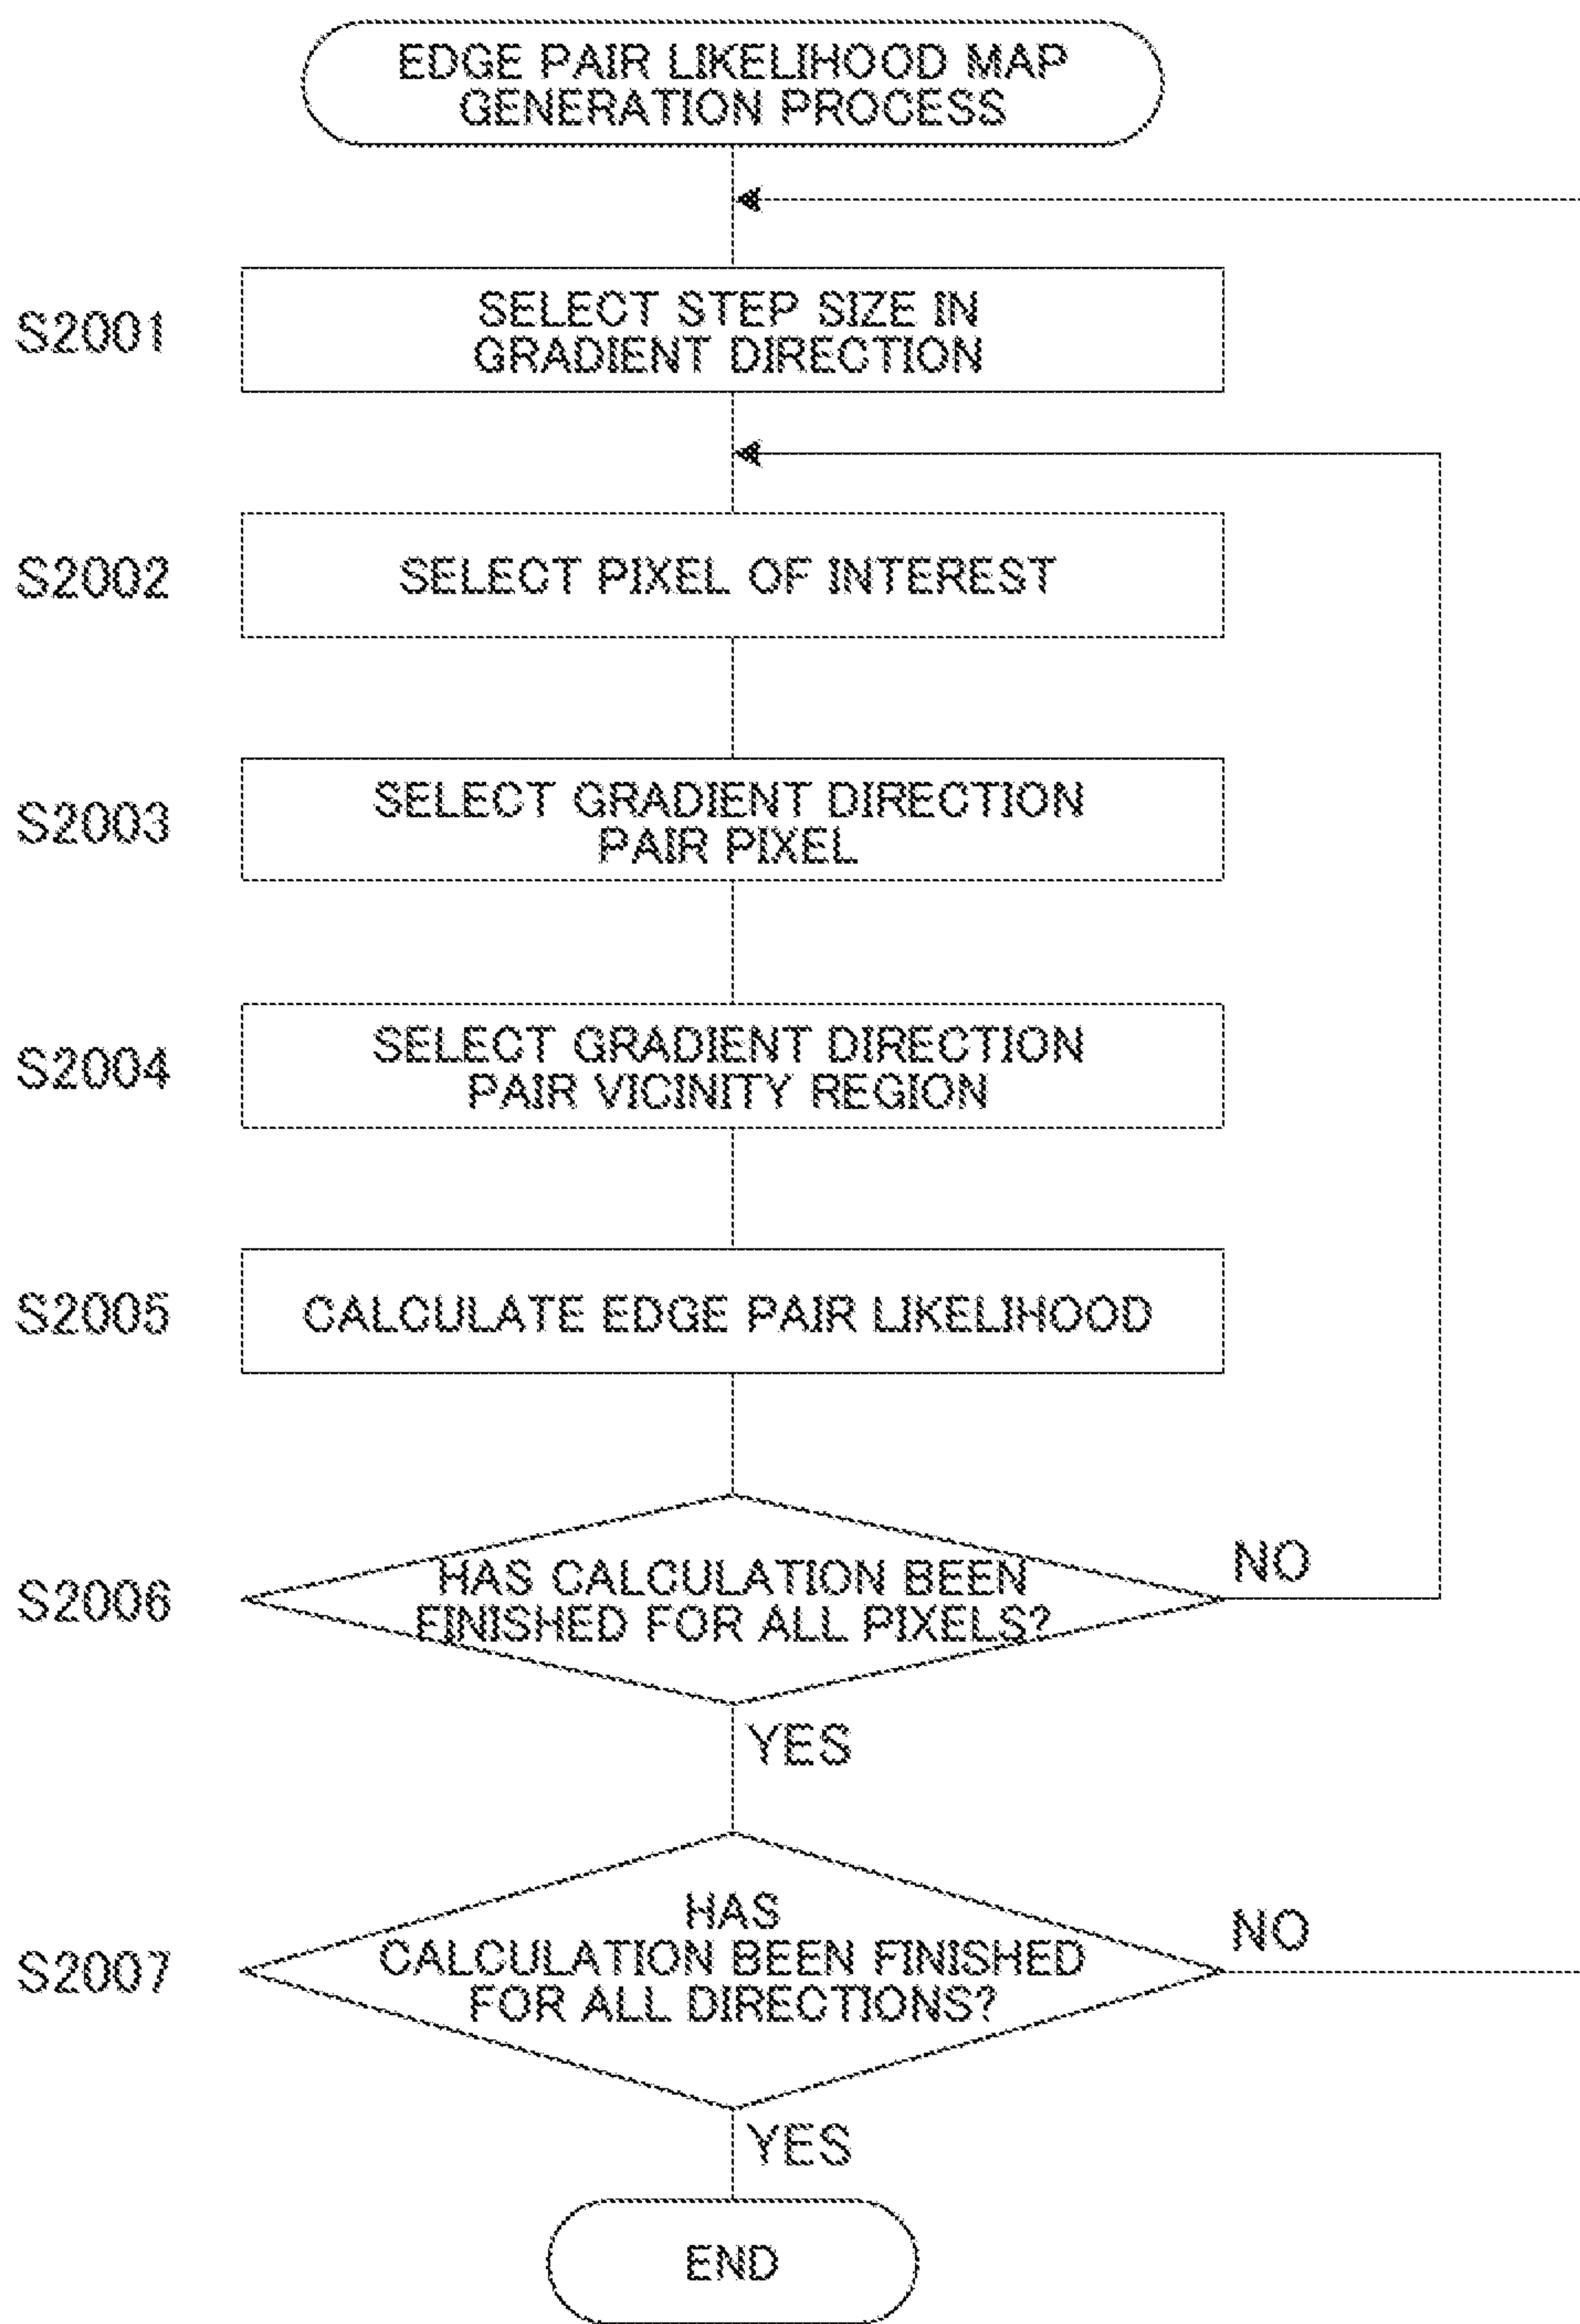 EDGE PAIR LIKELIHOOD MAP
GENERATION PROCESS
S2001
SELECT STEP SIZE IN
GRADIENT DIRECTION
S2002
SELECT PIXEL OF INTEREST
S2003
SELECT GRADIENT DIRECTION
PAIR PIXEL
S2004
SELECT GRADIENT DIRECTION
PAIR VICINITY REGION
S2005
CALCULATE EDGE PAIR LIKELIHOOD
S2006
HAS CALCULATION BEEN
FINISHED FOR ALL PIXELS?
NO
YES
S2007
HAS
CALCULATION BEEN FINISHED
FOR ALL DIRECTIONS?
NO
YES
END